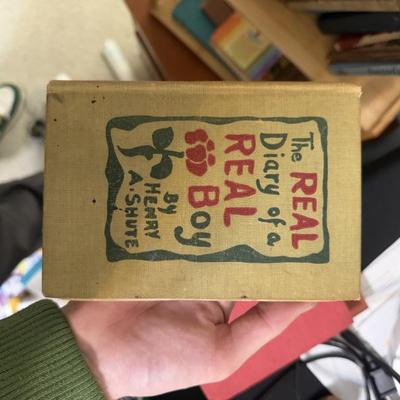 The REAL
Diary of a
REAL
Boy
BY
HENRY
A. SHUTE